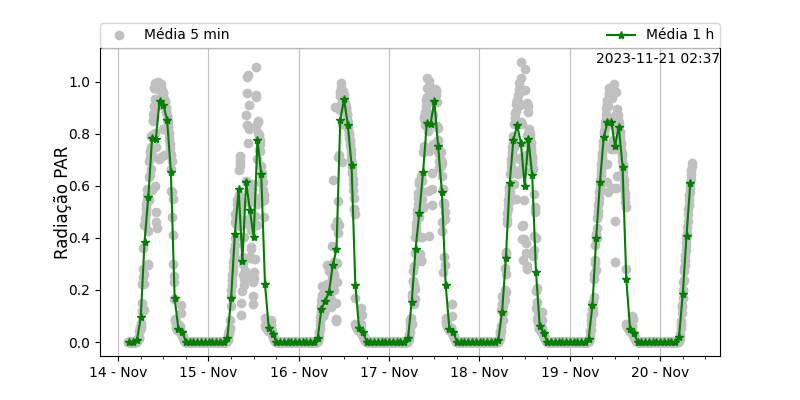 Média 5 min
Média 1 h
2023-11-21 02:37
Radiação PAR
1.0
0.8
0.6
0.4
0.2
0.0
14 - Nov
15 - Nov
16 - Nov
17 - Nov
18 - Nov
19 - Nov
20 - Nov